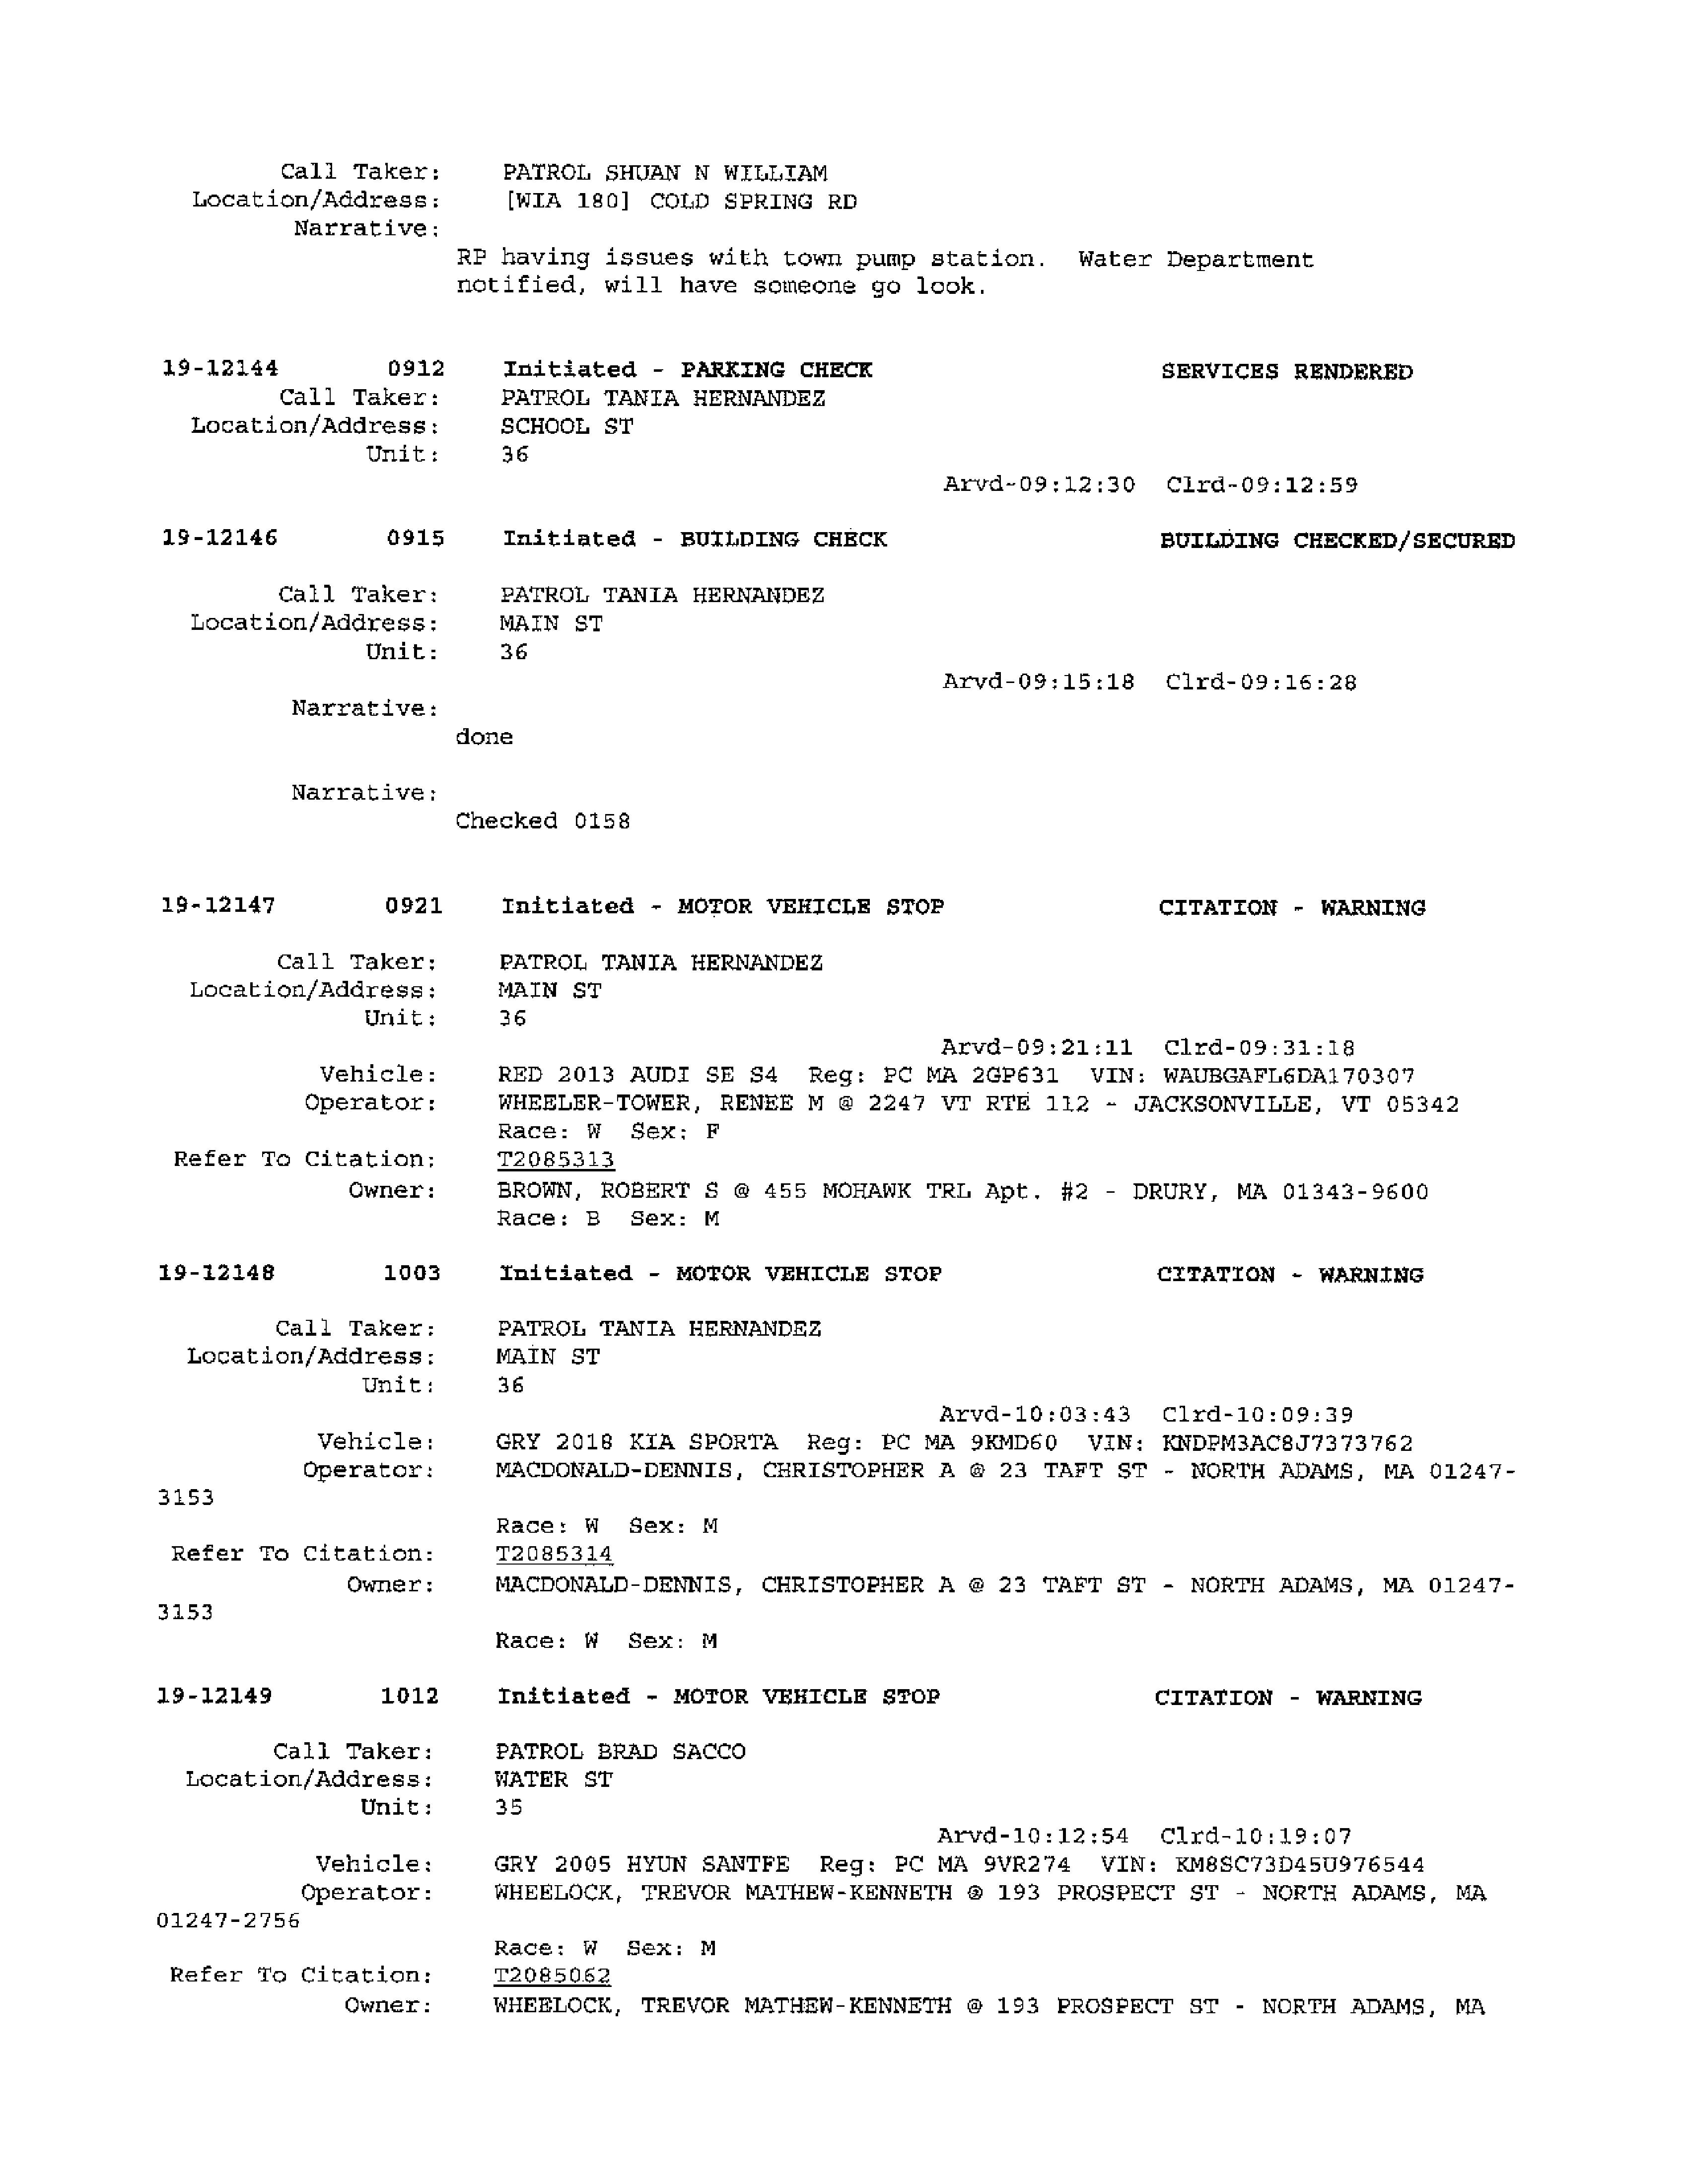 Call Taker: PATROL SHUAN N WILLIAM
Location/Address: [WIA 180] COLD SPRING RD
Narrative:
RP having issues with town pump station. Water Department
notified, will have someone go look.
19-12144 0912 Initiated - PARKING CHECK SERVICES RENDERED
Call Taker: PATROL TANIA HERNANDEZ
Location/Address: SCHOOL ST
Unit: 36
Arvd-09:12:30 Clrd-09:12:59
19-12146 0915 Initiated - BUILDING CHECK BUILDING CHECKED/SECURED
Call Taker: PATROL TANIA HERNANDEZ
Location/Address: MAIN ST
Unit: 36
Arvd-09:15:18 Clrd-09:16:28
Narrative:
done
Narrative:
Checked 0158
19-12147 0921 Initiated - MOTOR VEHICLE STOP CITATION - WARNING
Call Taker: PATROL TANIA HERNANDEZ
Location/Address: MAIN ST
Unit: 36
Arvd-09:21:11 Clrd-09:31:18
Vehicle: RED 2013 AUDI SE S4 Reg: PC MA 2GP631 VIN: WAUBGAFL6DA170307
Operator: WHEELER-TOWER, RENEE M @ 2247 VT RTE 112 - JACKSONVILLE, VT 05342
Race: W Sex: F
Refer To Citation: T2085313
Owner: BROWN, ROBERT S @ 455 MOHAWK TRL Apt. #2 - DRURY, MA 01343-9600
Race: B Sex: M
19-12148 1003 Initiated - MOTOR VEHICLE STOP CITATION - WARNING
Call Taker: PATROL TANIA HERNANDEZ
Location/Address: MAIN ST
Unit: 36
Arvd-10:03:43 Clrd-10:09:39
Vehicle: GRY 2018 KIA SPORTA Reg: PC MA 9KMD60 VIN: KNDPM3AC8J7373762
Operator: MACDONALD-DENNIS, CHRISTOPHER A @ 23 TAFT ST - NORTH ADAMS, MA 01247-
3153
Race: W Sex: M
Refer To Citation: T2085314
Owner: MACDONALD-DENNIS, CHRISTOPHER A @ 23 TAFT ST - NORTH ADAMS, MA 01247-
3153
Race: W Sex: M
19-12149 1012 Initiated - MOTOR VEHICLE STOP CITATION - WARNING
Call Taker: PATROL BRAD SACCO
Location/Address: WATER ST
Unit: 35
Arvd-10:12:54 Clrd-10:19:07
Vehicle: GRY 2005 HYUN SANTFE Reg: PC MA 9VR274 VIN: KM8SC73D45U976544
Operator: WHEELOCK, TREVOR MATHEW-KENNETH @ 193 PROSPECT ST - NORTH ADAMS, MA
01247-2756
Race: W Sex: M
Refer To Citation: T2085062
Owner: WHEELOCK, TREVOR MATHEW-KENNETH @ 193 PROSPECT ST - NORTH ADAMS, MA